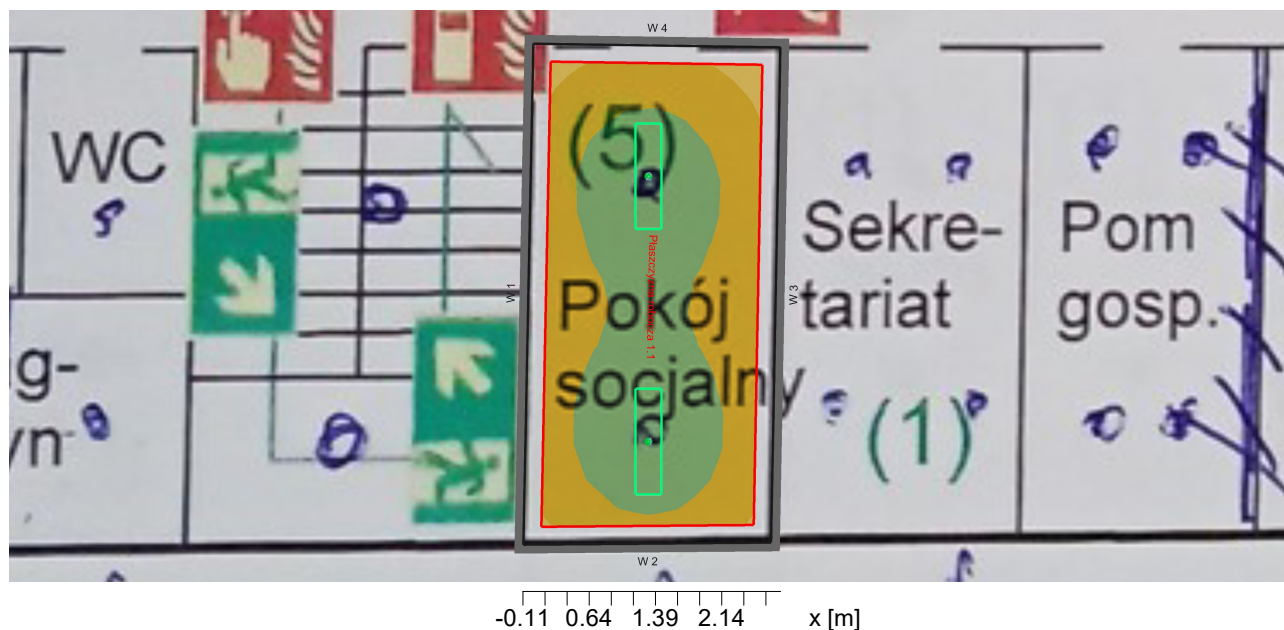 W 4
WC
(5)
Sekre-
tariat
Pom
gosp.
W 1
W 3
Pokój
socjalny
g-
yn
(1)
W 2
-0.11 0.64 1.39 2.14 x [m]